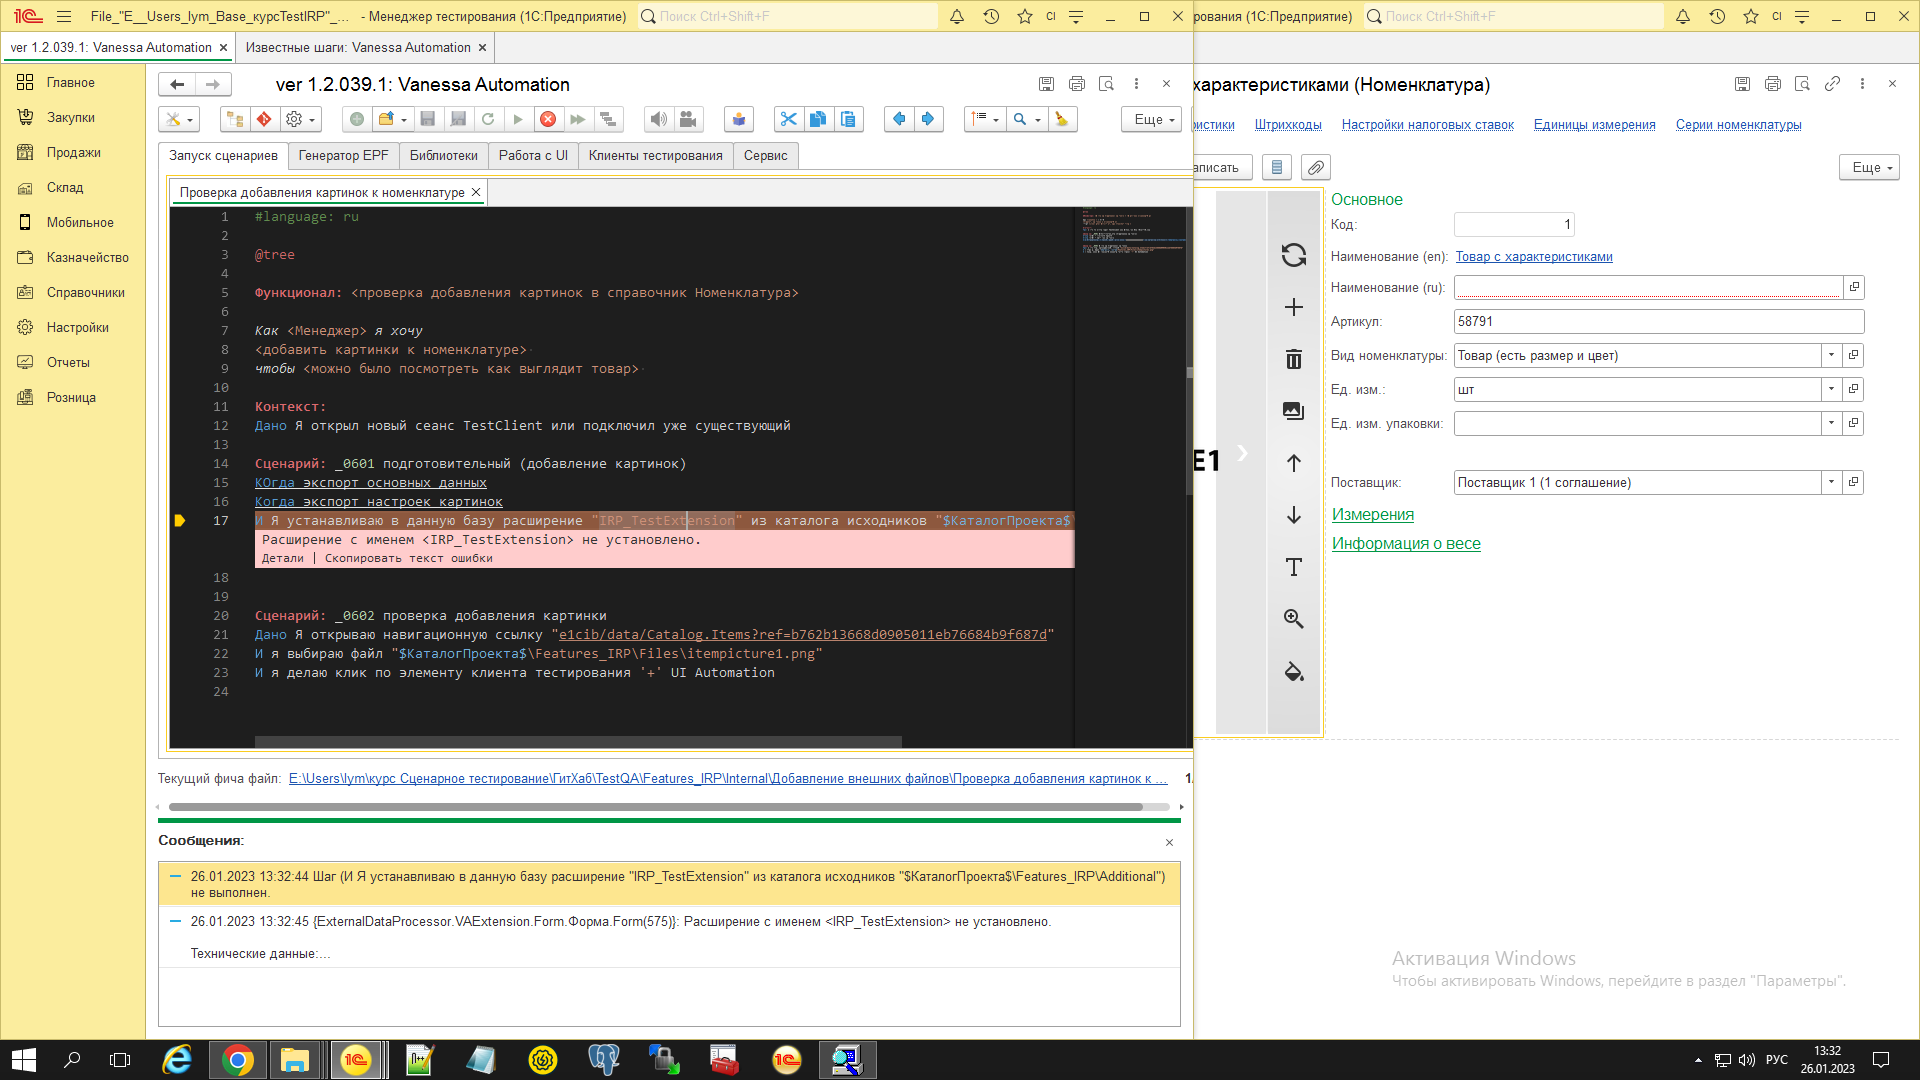 File_"E__Users_lym_Base_курсTestIRP"_... - Менеджер тестирования (1С:Предприятие)
Поиск Ctrl+Shift+F
CI
рования (1С:Предприятие)
Поиск Ctrl+Shift+F
CI
ver 1.2.039.1: Vanessa Automation
Известные шаги: Vanessa Automation
Главное
Закупки
Продажи
Склад
Мобильное
Казначейство
Справочники
Настройки
Отчеты
Розница
ver 1.2.039.1: Vanessa Automation
Еще
Запуск сценариев
Генератор EPF
Библиотеки
Работа с UI
Клиенты тестирования
Сервис
Проверка добавления картинок к номенклатуре
1 #language: ru
2
3 @tree
4
5 Функционал: <проверка добавления картинок в справочник Номенклатура>
6
7 Как <Менеджер> я хочу
8 <добавить картинки к номенклатуре>
9 чтобы <можно было посмотреть как выглядит товар>
10
11 Контекст:
12 Дано Я открыл новый сеанс TestClient или подключил уже существующий
13
14 Сценарий: _0601 подготовительный (добавление картинок)
15 КОгда экспорт основных данных
16 Когда экспорт настроек картинок
17 И Я устанавливаю в данную базу расширение "IRP_TestExtension" из каталога исходников "$КаталогПроекта$
Расширение с именем <IRP_TestExtension> не установлено.
Детали | Скопировать текст ошибки
18
19
20 Сценарий: _0602 проверка добавления картинки
21 Дано Я открываю навигационную ссылку "e1cib/data/Catalog.Items?ref=b762b13668d0905011eb76684b9f687d"
22 И я выбираю файл "$КаталогПроекта$\Features_IRP\Files\itempicture1.png"
23 И я делаю клик по элементу клиента тестирования '+' UI Automation
24
Текущий фича файл: E:\Users\lym\курс Сценарное тестирование\ГитХаб\TestQA\Features_IRP\Internal\Добавление внешних файлов\Проверка добавления картинок к ...
Сообщения:
26.01.2023 13:32:44 Шаг (И Я устанавливаю в данную базу расширение "IRP_TestExtension" из каталога исходников "$КаталогПроекта$\Features_IRP\Additional")
не выполнен.
26.01.2023 13:32:45 {ExternalDataProcessor.VAExtension.Form.Форма.Form(575)}: Расширение с именем <IRP_TestExtension> не установлено.
Технические данные:...
характеристиками (Номенклатура)
ристики
Штрихкоды
Настройки налоговых ставок
Единицы измерения
Серии номенклатуры
аписать
Еще
E1
Основное
Код: 1
Наименование (en): Товар с характеристиками
Наименование (ru):
Артикул: 58791
Вид номенклатуры: Товар (есть размер и цвет)
Ед. изм.: шт
Ед. изм. упаковки:
Поставщик: Поставщик 1 (1 соглашение)
Измерения
Информация о весе
Активация Windows
Чтобы активировать Windows, перейдите в раздел "Параметры".
РУС
13:32
26.01.2023